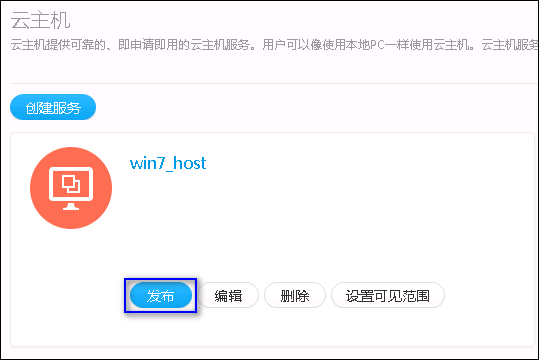 云主机
云主机提供可靠的、即申请即用的云主机服务。用户可以像使用本地PC一样使用云主机。云主机服务
创建服务
win7_host
发布 编辑 删除 设置可见范围